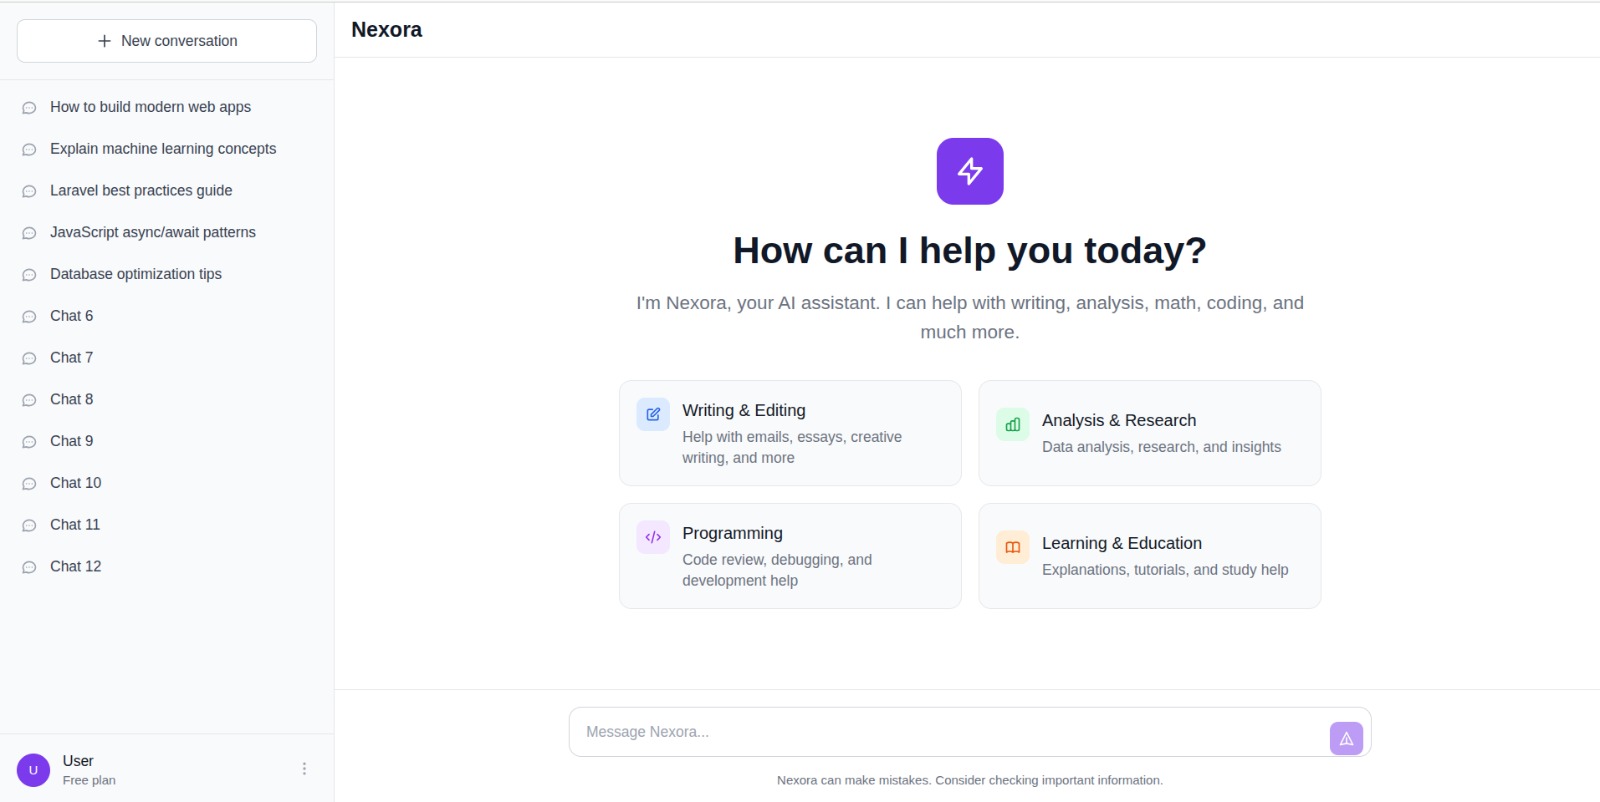 New conversation
How to build modern web apps
Explain machine learning concepts
Laravel best practices guide
JavaScript async/await patterns
Database optimization tips
Chat 6
Chat 7
Chat 8
Chat 9
Chat 10
Chat 11
Chat 12
U
User
Free plan
Nexora
How can I help you today?
I'm Nexora, your AI assistant. I can help with writing, analysis, math, coding, and
much more.
Writing & Editing
Help with emails, essays, creative
writing, and more
Analysis & Research
Data analysis, research, and insights
Programming
Code review, debugging, and
development help
Learning & Education
Explanations, tutorials, and study help
Message Nexora...
Nexora can make mistakes. Consider checking important information.